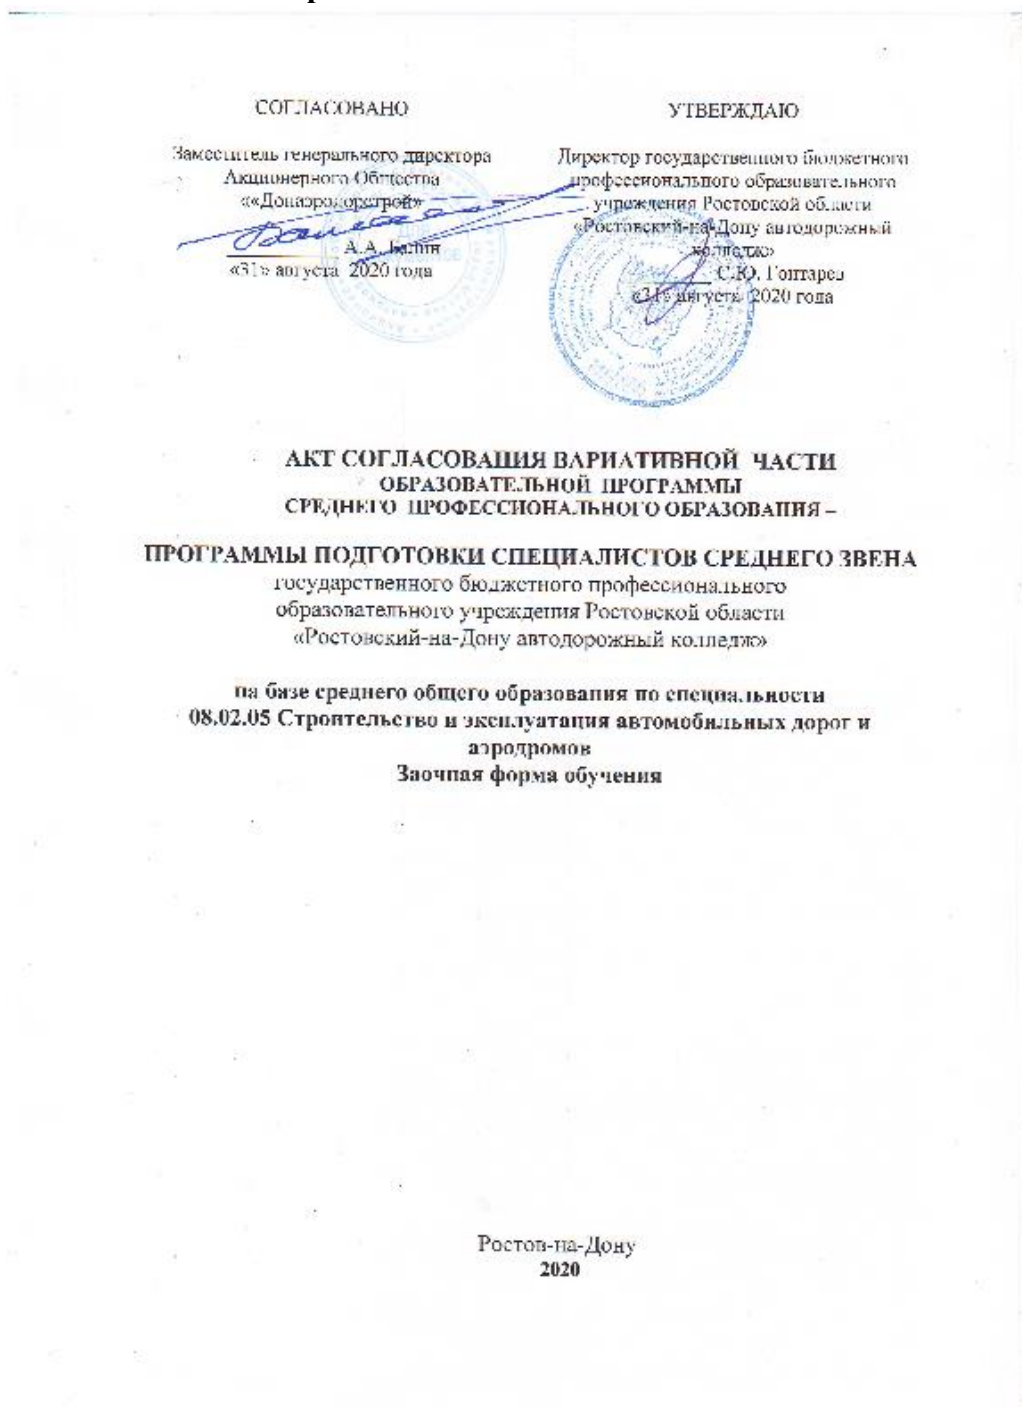 СОГЛАСОВАНО
Заместитель генерального директора
Акционерного Общества
««Донаэродорстрой»
А.А. Балин
«31» августа 2020 года
УТВЕРЖДАЮ
Директор государственного бюджетного
профессионального образовательного
учреждения Ростовской области
«Ростовский-на-Дону автодорожный
колледж»
С.Ю. Гонтарев
«31» августа 2020 года
АКТ СОГЛАСОВАНИЯ ВАРИАТИВНОЙ ЧАСТИ
ОБРАЗОВАТЕЛЬНОЙ ПРОГРАММЫ
СРЕДНЕГО ПРОФЕССИОНАЛЬНОГО ОБРАЗОВАНИЯ –
ПРОГРАММЫ ПОДГОТОВКИ СПЕЦИАЛИСТОВ СРЕДНЕГО ЗВЕНА
государственного бюджетного профессионального
образовательного учреждения Ростовской области
«Ростовский-на-Дону автодорожный колледж»
на базе среднего общего образования по специальности
08.02.05 Строительство и эксплуатация автомобильных дорог и
аэродромов
Заочная форма обучения
Ростов-на-Дону
2020